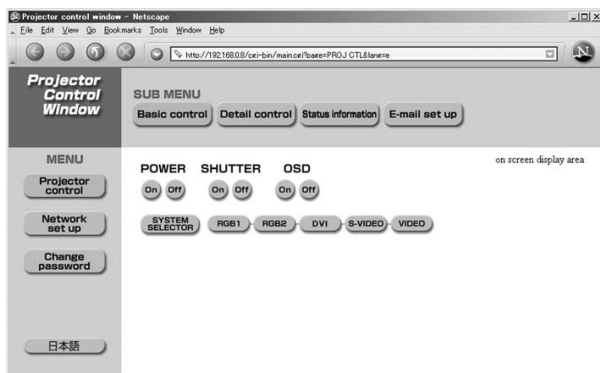 Projector control window - Netscape
File Edit View Go Bookmarks Tools Window Help
http://192.168.0.8/cgi-bin/main.cgi?page=PROJ_CTL&lang=e
N
Projector
Control
Window
SUB MENU
Basic control Detail control Status information E-mail set up
MENU
Projector
control
Network
set up
Change
password
日本語
POWER SHUTTER OSD
On Off On Off On Off
SYSTEM
SELECTOR
RGB1 RGB2 DVI S-VIDEO VIDEO
on screen display area